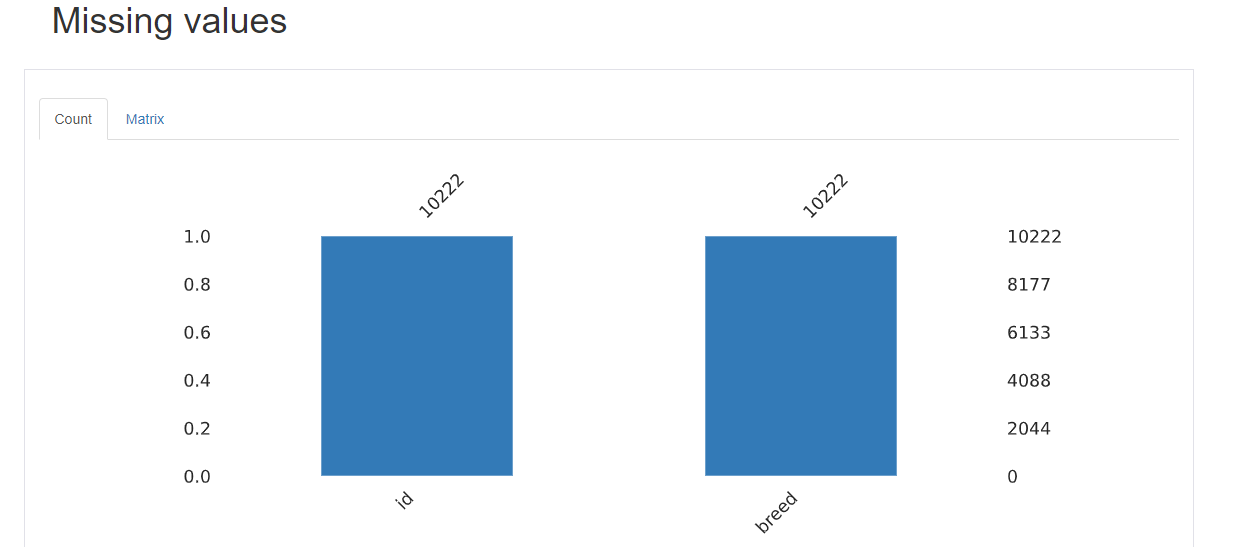 Missing values
Count Matrix
10222 10222
1.0 10222
0.8 8177
0.6 6133
0.4 4088
0.2 2044
0.0 0
id breed